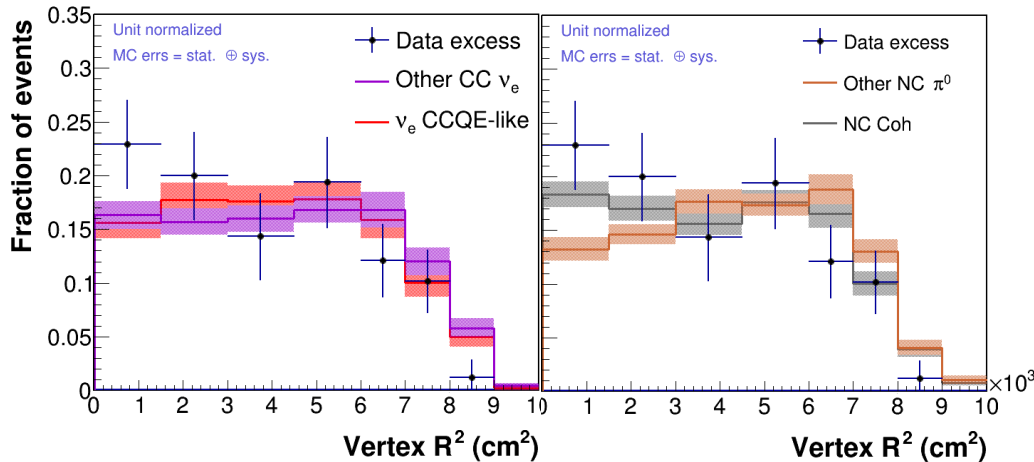 Unit normalized
MC errs = stat. ⊕ sys.
Data excess
Other CC νe
νe CCQE-like
Fraction of events
0.35
0.3
0.25
0.2
0.15
0.1
0.05
0
0 1 2 3 4 5 6 7 8 9 10
Vertex R² (cm²)
Unit normalized
MC errs = stat. ⊕ sys.
Data excess
Other NC π⁰
NC Coh
1 2 3 4 5 6 7 8 9 10
×10³
Vertex R² (cm²)